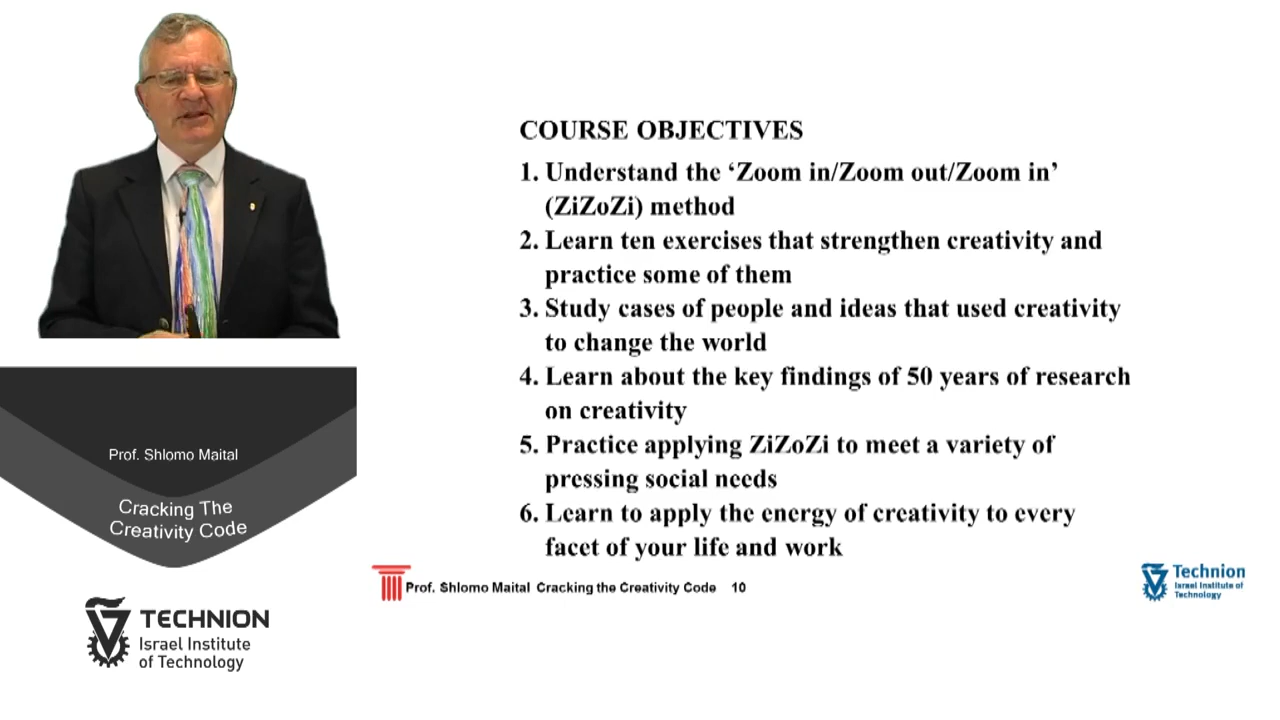 COURSE OBJECTIVES
1. Understand the ‘Zoom in/Zoom out/Zoom in’
(ZiZoZi) method
2. Learn ten exercises that strengthen creativity and
practice some of them
3. Study cases of people and ideas that used creativity
to change the world
4. Learn about the key findings of 50 years of research
on creativity
5. Practice applying ZiZoZi to meet a variety of
pressing social needs
6. Learn to apply the energy of creativity to every
facet of your life and work
Prof. Shlomo Maital Cracking the Creativity Code 10
Technion
Israel Institute of
Technology
Prof. Shlomo Maital
Cracking The
Creativity Code
TECHNION
Israel Institute
of Technology